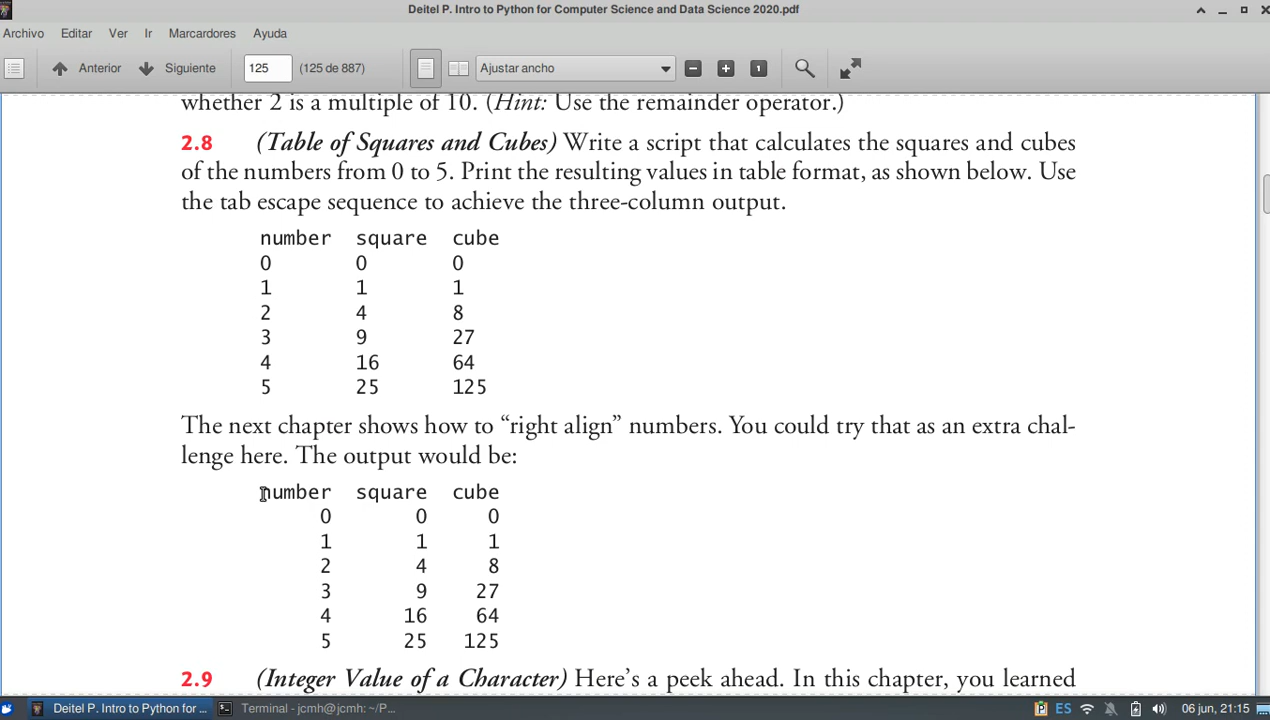 Deitel P. Intro to Python for Computer Science and Data Science 2020.pdf
Archivo Editar Ver Ir Marcadores Ayuda
Anterior Siguiente 125 (125 de 887) Ajustar ancho 1
whether 2 is a multiple of 10. (Hint: Use the remainder operator.)
2.8 (Table of Squares and Cubes) Write a script that calculates the squares and cubes
of the numbers from 0 to 5. Print the resulting values in table format, as shown below. Use
the tab escape sequence to achieve the three-column output.
number square cube
0 0 0
1 1 1
2 4 8
3 9 27
4 16 64
5 25 125
The next chapter shows how to “right align” numbers. You could try that as an extra chal-
lenge here. The output would be:
number square cube
0 0 0
1 1 1
2 4 8
3 9 27
4 16 64
5 25 125
2.9 (Integer Value of a Character) Here’s a peek ahead. In this chapter, you learned
Deitel P. Intro to Python for ... Terminal - jcmh@jcmh: ~/P... ES 06 jun, 21:15